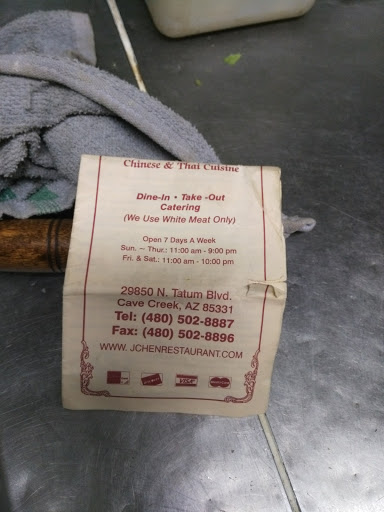 Chinese & Thai Cuisine
Dine-In • Take-Out
Catering
(We Use White Meat Only)
Open 7 Days A Week
Sun. ~ Thur.: 11:00 am - 9:00 pm
Fri. & Sat.: 11:00 am - 10:00 pm
29850 N. Tatum Blvd.
Cave Creek, AZ 85331
Tel: (480) 502-8887
Fax: (480) 502-8896
WWW. JCHENRESTAURANT.COM